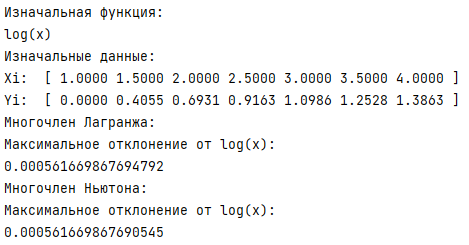 Изначальная функция:
log(x)
Изначальные данные:
Xi:  [ 1.0000 1.5000 2.0000 2.5000 3.0000 3.5000 4.0000 ]
Yi:  [ 0.0000 0.4055 0.6931 0.9163 1.0986 1.2528 1.3863 ]
Многочлен Лагранжа:
Максимальное отклонение от log(x):
0.000561669867694792
Многочлен Ньютона:
Максимальное отклонение от log(x):
0.000561669867690545